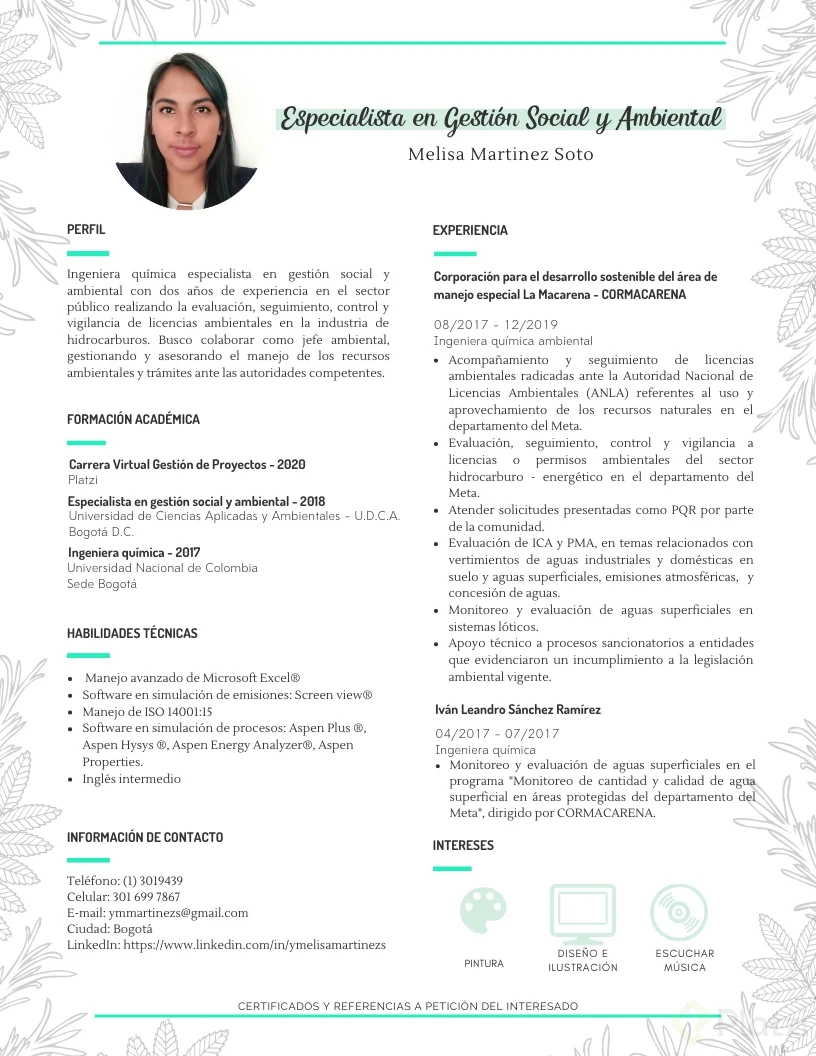 Especialista en Gestión Social y Ambiental
Melisa Martinez Soto
PERFIL
Ingeniera química especialista en gestión social y
ambiental con dos años de experiencia en el sector
público realizando la evaluación, seguimiento, control y
vigilancia de licencias ambientales en la industria de
hidrocarburos. Busco colaborar como jefe ambiental,
gestionando y asesorando el manejo de los recursos
ambientales y trámites ante las autoridades competentes.
FORMACIÓN ACADÉMICA
Carrera Virtual Gestión de Proyectos - 2020
Platzi
Especialista en gestión social y ambiental - 2018
Universidad de Ciencias Aplicadas y Ambientales - U.D.C.A.
Bogotá D.C.
Ingeniera química - 2017
Universidad Nacional de Colombia
Sede Bogotá
HABILIDADES TÉCNICAS
• Manejo avanzado de Microsoft Excel®
• Software en simulación de emisiones: Screen view®
• Manejo de ISO 14001:15
• Software en simulación de procesos: Aspen Plus ®,
Aspen Hysys ®, Aspen Energy Analyzer®, Aspen
Properties.
• Inglés intermedio
INFORMACIÓN DE CONTACTO
Teléfono: (1) 3019439
Celular: 301 699 7867
E-mail: ymmartinezs@gmail.com
Ciudad: Bogotá
LinkedIn: https://www.linkedin.com/in/ymelisamartinezs
EXPERIENCIA
Corporación para el desarrollo sostenible del área de
manejo especial La Macarena - CORMACARENA
08/2017 - 12/2019
Ingeniera química ambiental
• Acompañamiento y seguimiento de licencias
ambientales radicadas ante la Autoridad Nacional de
Licencias Ambientales (ANLA) referentes al uso y
aprovechamiento de los recursos naturales en el
departamento del Meta.
• Evaluación, seguimiento, control y vigilancia a
licencias o permisos ambientales del sector
hidrocarburo - energético en el departamento del
Meta.
• Atender solicitudes presentadas como PQR por parte
de la comunidad.
• Evaluación de ICA y PMA, en temas relacionados con
vertimientos de aguas industriales y domésticas en
suelo y aguas superficiales, emisiones atmosféricas, y
concesión de aguas.
• Monitoreo y evaluación de aguas superficiales en
sistemas lóticos.
• Apoyo técnico a procesos sancionatorios a entidades
que evidenciaron un incumplimiento a la legislación
ambiental vigente.
Iván Leandro Sánchez Ramírez
04/2017 - 07/2017
Ingeniera química
• Monitoreo y evaluación de aguas superficiales en el
programa "Monitoreo de cantidad y calidad de agua
superficial en áreas protegidas del departamento del
Meta", dirigido por CORMACARENA.
INTERESES
PINTURA
DISEÑO E
ILUSTRACIÓN
ESCUCHAR
MÚSICA
CERTIFICADOS Y REFERENCIAS A PETICIÓN DEL INTERESADO